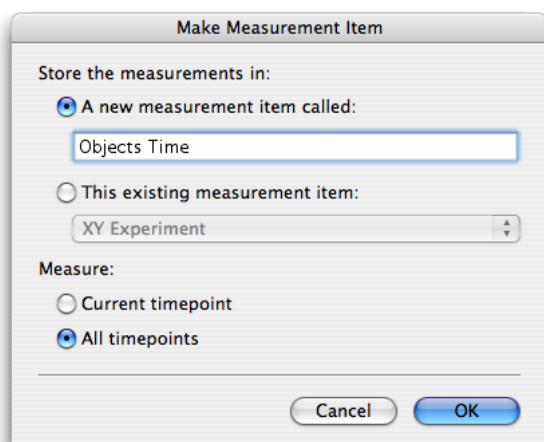 Make Measurement Item
Store the measurements in:
A new measurement item called:
Objects Time
This existing measurement item:
XY Experiment
Measure:
Current timepoint
All timepoints
Cancel OK